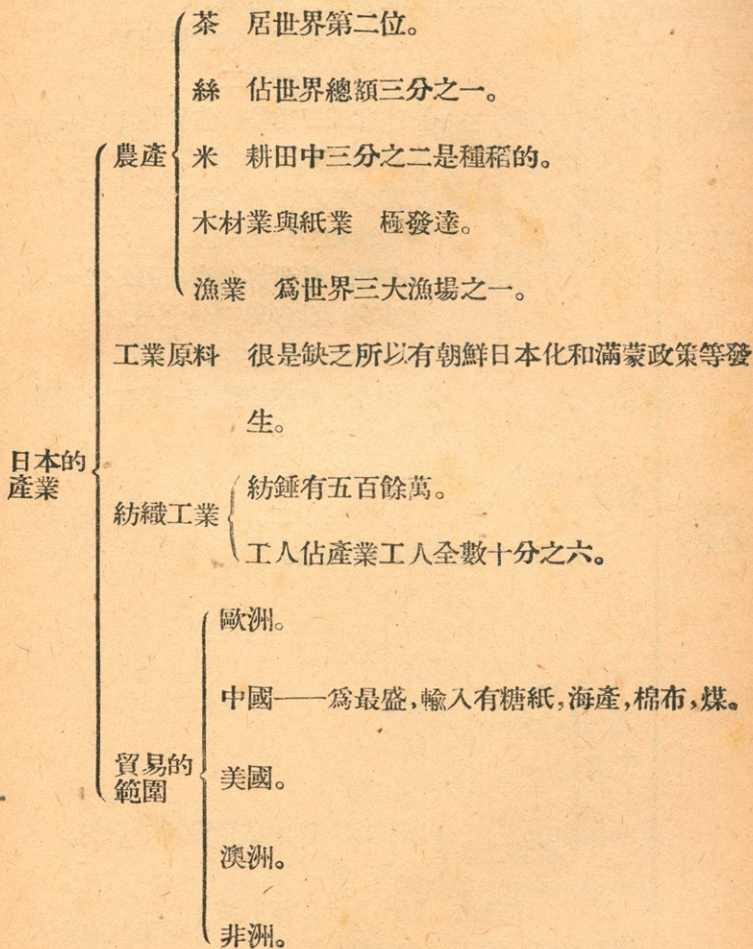 日本的
產業
農產
茶　居世界第二位。
絲　佔世界總額三分之一。
米　耕田中三分之二是種稻的。
木材業與紙業　極發達。
漁業　爲世界三大漁場之一。
工業原料　很是缺乏所以有朝鮮日本化和滿蒙政策等發
生。
紡織工業
紡錘有五百餘萬。
工人佔產業工人全數十分之六。
貿易的
範圍
歐洲。
中國——爲最盛,輸入有糖紙,海產,棉布,煤。
美國。
澳洲。
非洲。